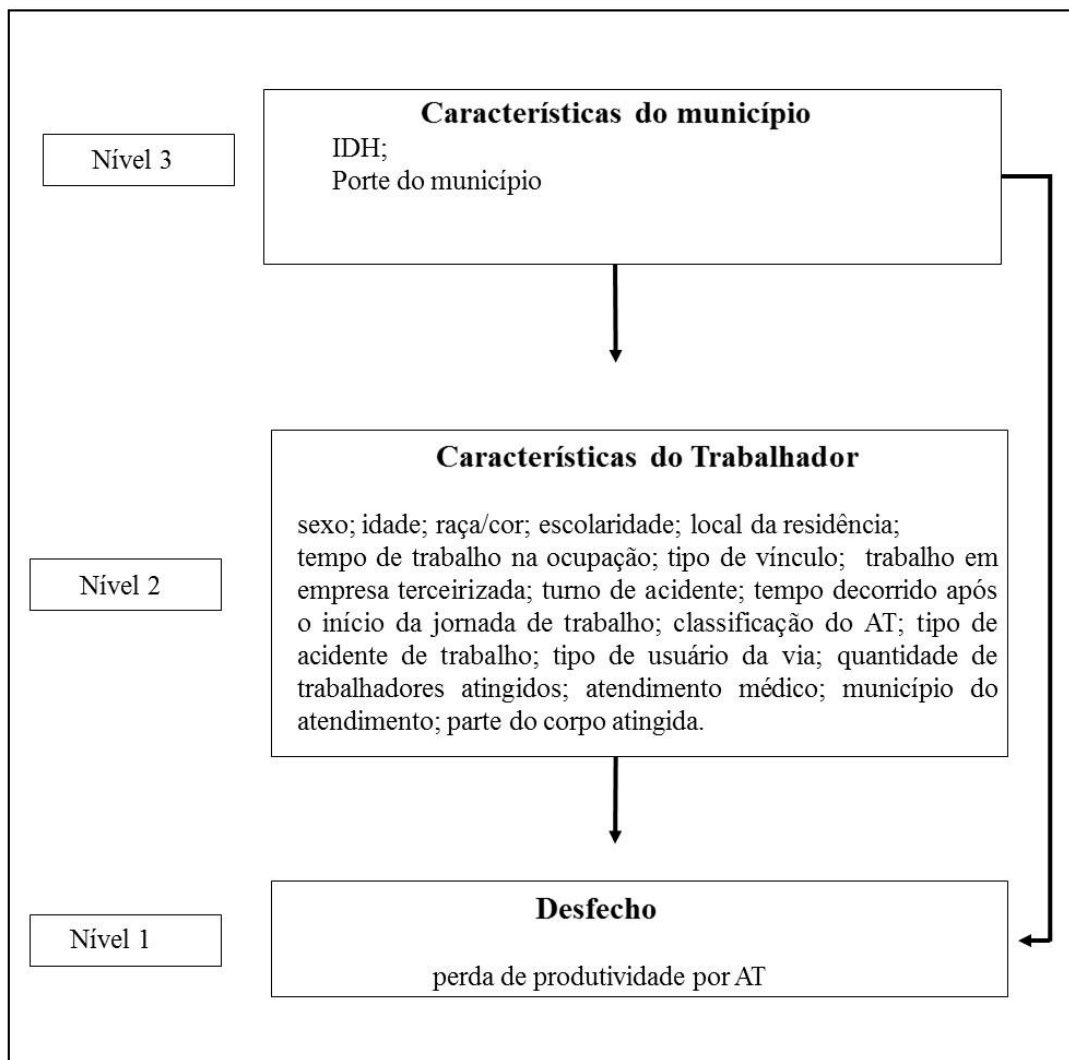 Característícas do município
Nível 3
IDH;
Porte do município
Característícas do Trabalhador
sexo; idade; raça/cor; escolaridade; local da residência;
tempo de trabalho na ocupação; tipo de vínculo; trabalho em
Nível 2
empresa terceirizada; turno de acidente; tempo decorrido após
o início da jornada de trabalho; classificação do AT; tipo de
acidente de trabalho; tipo de usuário da via; quantidade de
trabalhadores atingidos; atendimento médico; município do
atendimento; parte do corpo atingida.
Desfecho
Nível 1
perda de produtividade por AT